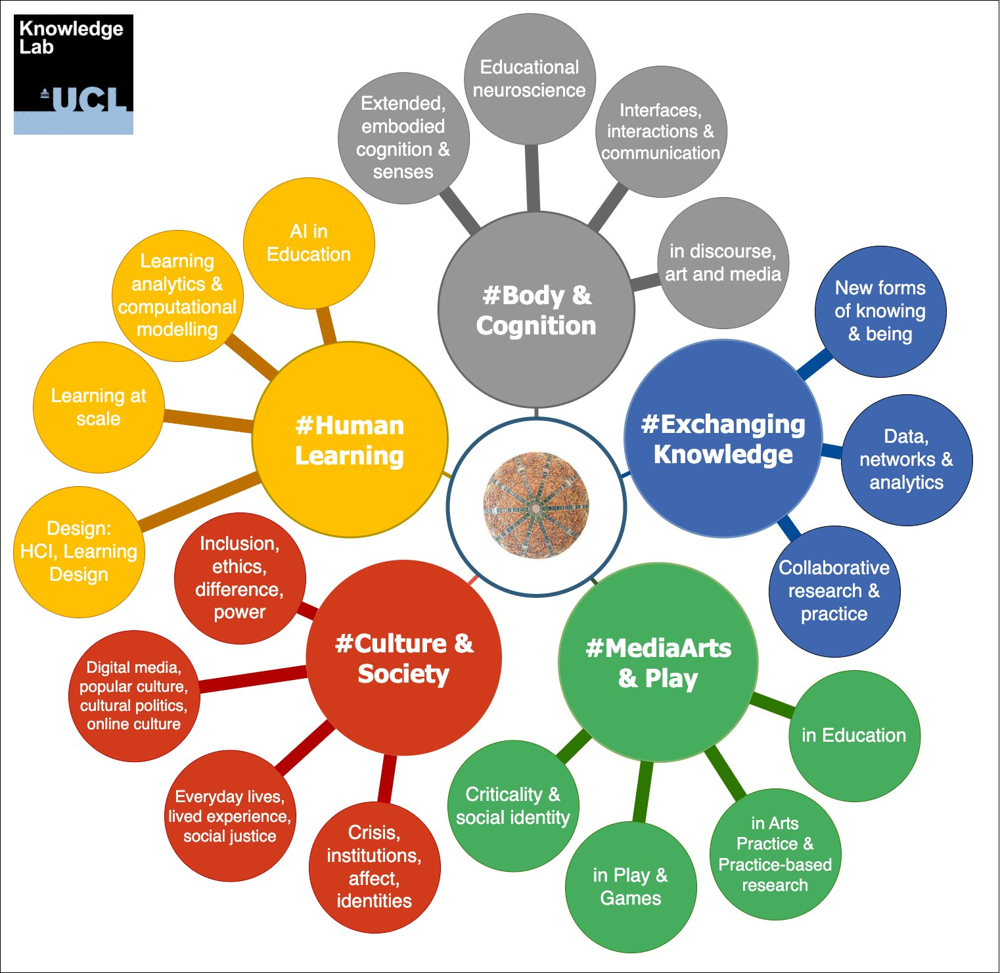 Knowledge
Lab
UCL
Educational
neuroscience
Extended,
embodied
cognition &
senses
Interfaces,
interactions &
communication
in discourse,
art and media
#Body &
Cognition
AI in
Education
Learning
analytics &
computational
modelling
Learning at
scale
Design:
HCI, Learning
Design
#Human
Learning
New forms
of knowing
& being
Data,
networks &
analytics
Collaborative
research &
practice
#Exchanging
Knowledge
Inclusion,
ethics,
difference,
power
Digital media,
popular culture,
cultural politics,
online culture
Everyday lives,
lived experience,
social justice
Crisis,
institutions,
affect,
identities
#Culture &
Society
#MediaArts
& Play
in Education
in Arts
Practice &
Practice-based
research
in Play &
Games
Criticality &
social identity